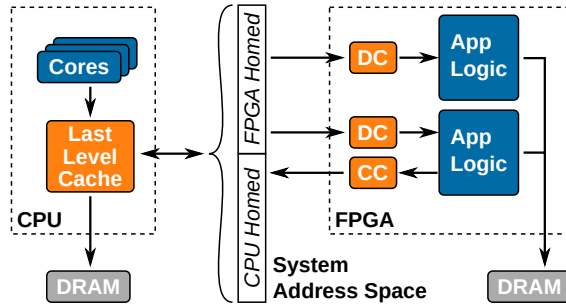 Cores
Last
Level
Cache
CPU
DRAM
FPGA Homed
CPU Homed
System
Address Space
DC
App
Logic
DC
CC
App
Logic
FPGA
DRAM